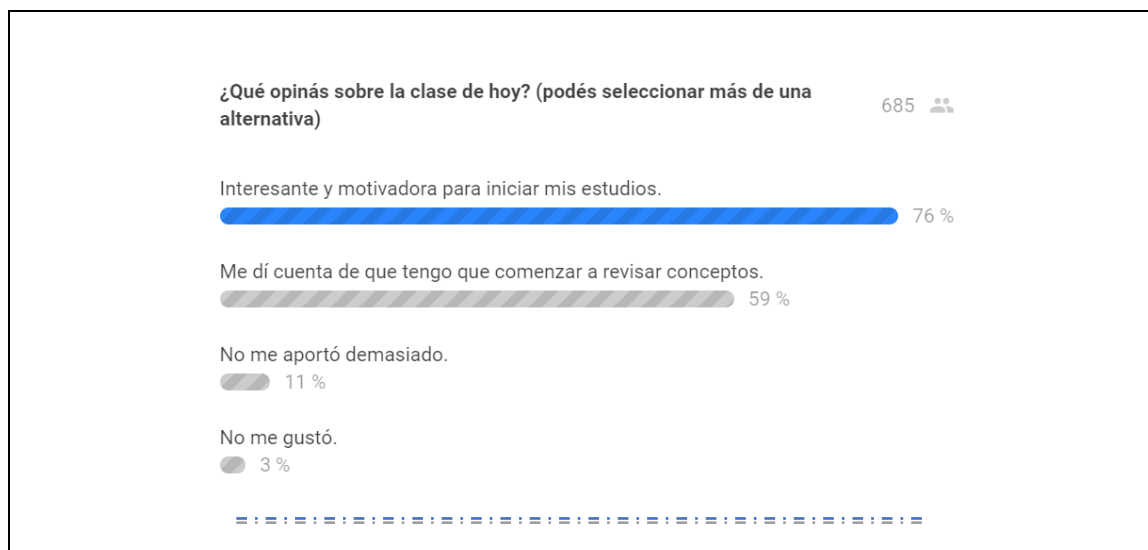 ¿Qué opinás sobre la clase de hoy? (podés seleccionar más de una
alternativa)
685
Interesante y motivadora para iniciar mis estudios.
76 %
Me dí cuenta de que tengo que comenzar a revisar conceptos.
59 %
No me aportó demasiado.
11 %
No me gustó.
3 %